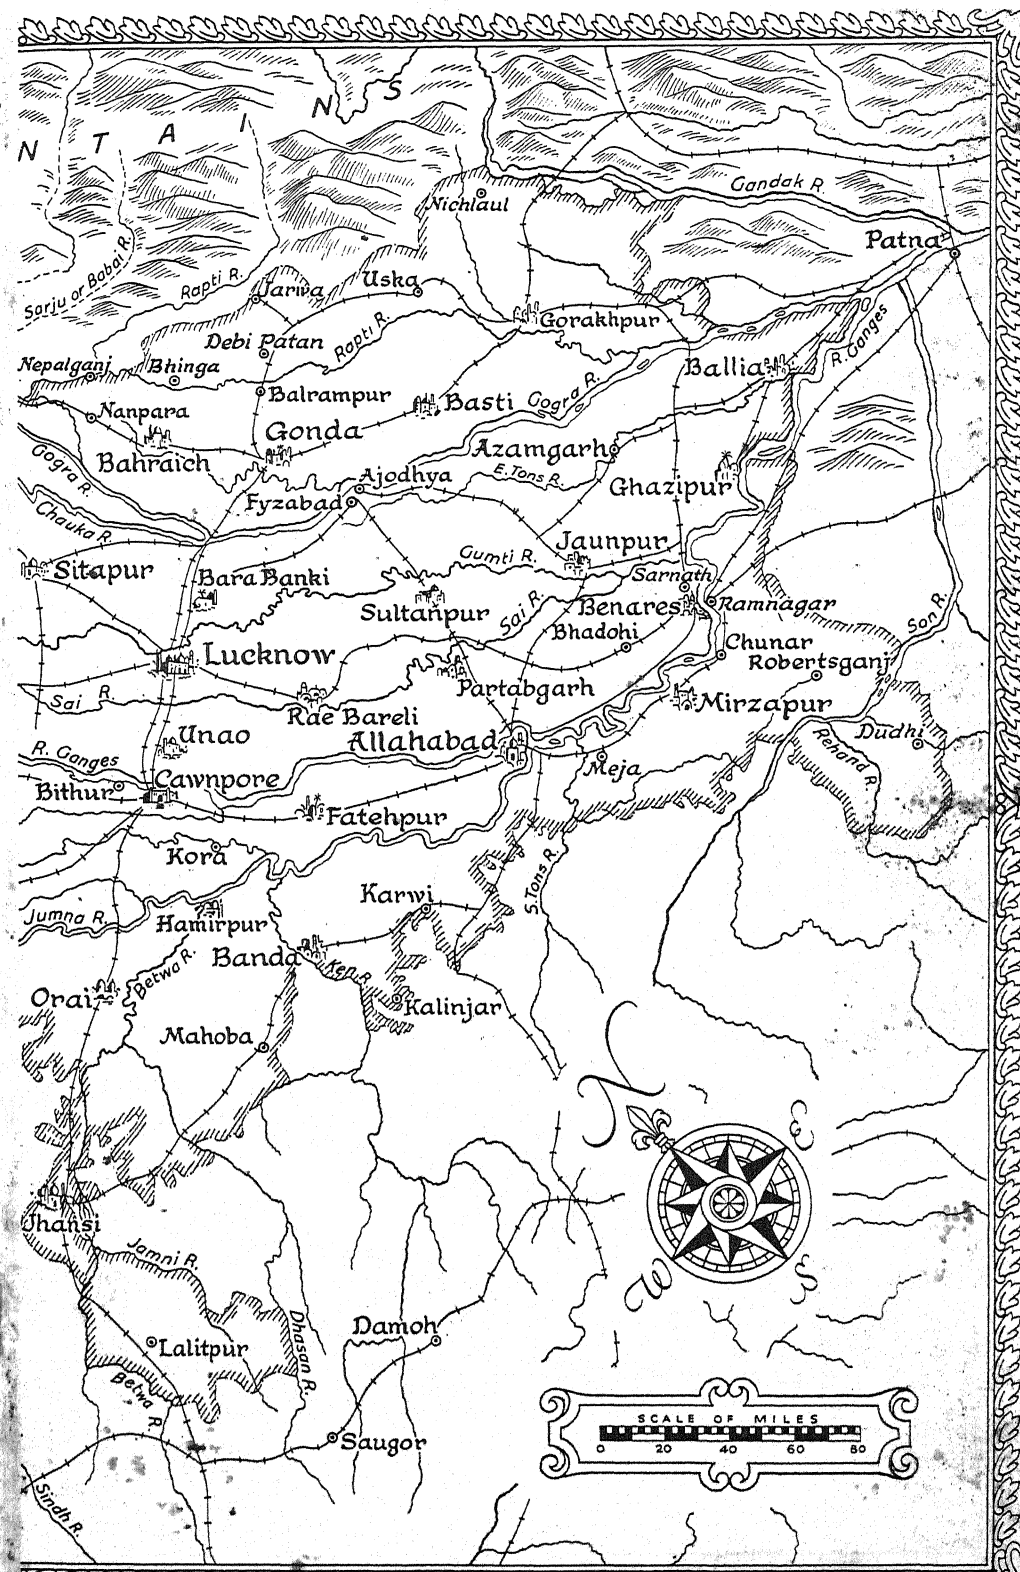 N T A I N S
Gandak R.
Nichlaul
Patna
Sarju or Babai R.
Rapti R.
Jarwa
Uska
Gorakhpur
R. Ganges
Debi Patan
Rapti R.
Nepalganj
Bhinga
Ballia
Balrampur
Basti
Gogra R.
Nanpara
Gonda
Bahraich
Azamgarh
Gogra R.
Ajodhya
E. Tons R.
Ghazipur
Fyzabad
Chauka R.
Jaunpur
Gumti R.
Sitapur
Bara Banki
Sarnath
Sultanpur
Sai R.
Benares
Ramnagar
Bhadohi
Son R.
Chunar
Lucknow
Robertsganj
Partabgarh
Sai R.
Rae Bareli
Mirzapur
Unao
Allahabad
Rehand R.
Dudhi
R. Ganges
Meja
Cawnpore
Bithur
Fatehpur
Kora
S. Tons R.
Karwi
Jumna R.
Hamirpur
Banda
Ken R.
Betwa R.
Orai
Kalinjar
Mahoba
N
E
Jhansi
Jamni R.
W
S
Dhasan R.
Damoh
Lalitpur
Betwa R.
SCALE OF MILES
0 20 40 60 80
Saugor
Sindh R.